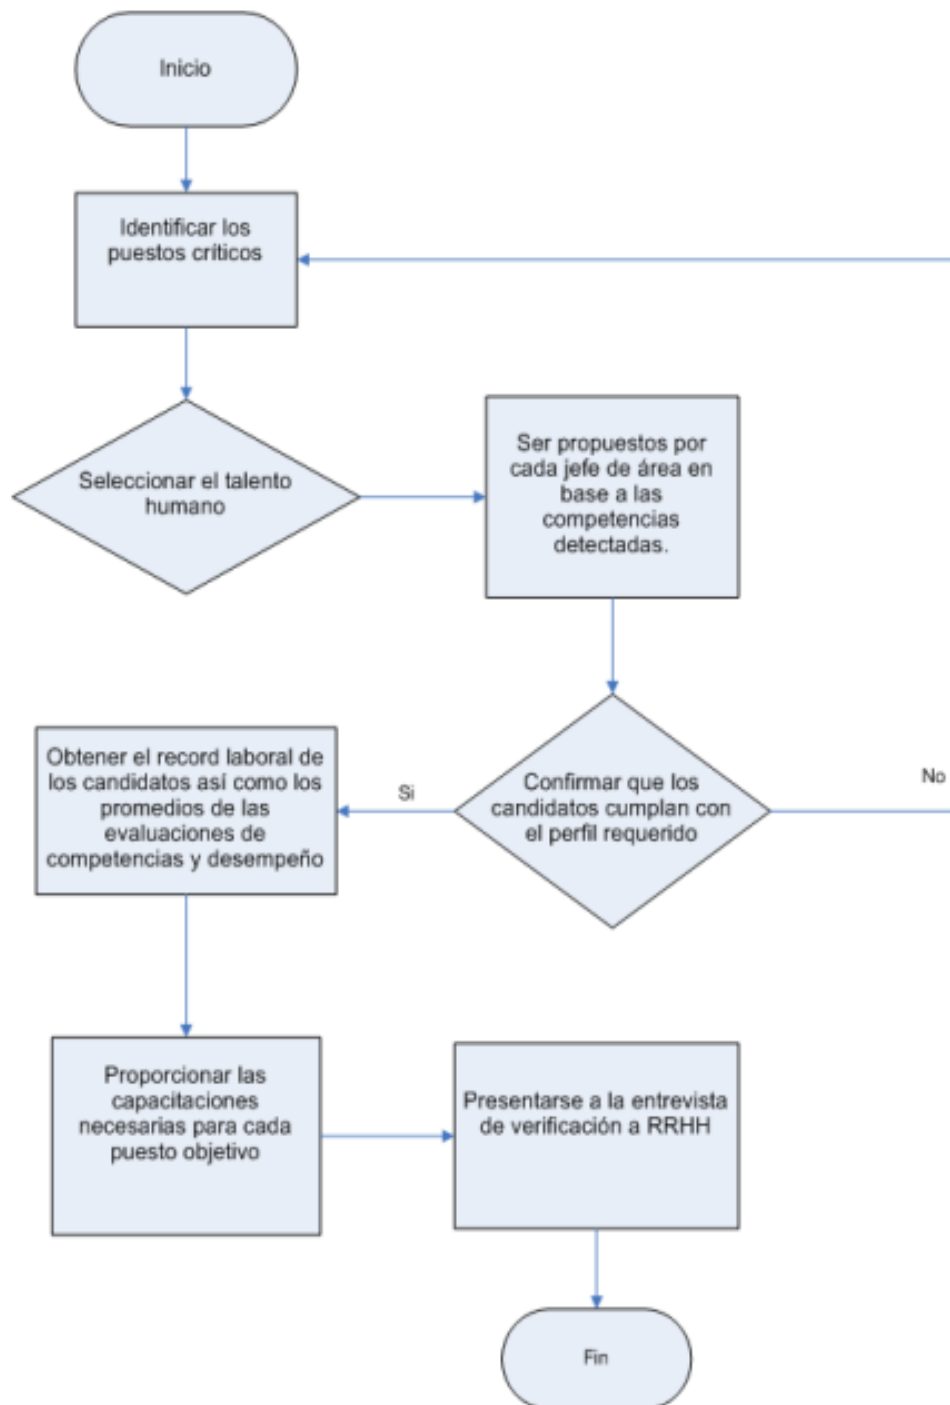 Inicio
Identificar los
puestos críticos
Seleccionar el talento
humano
Ser propuestos por
cada jefe de área en
base a las
competencias
detectadas.
Confirmar que los
candidatos cumplan con
el perfil requerido
Si
No
Obtener el record laboral de
los candidatos así como los
promedios de las
evaluaciones de
competencias y desempeño
Proporcionar las
capacitaciones
necesarias para cada
puesto objetivo
Presentarse a la entrevista
de verificación a RRHH
Fin